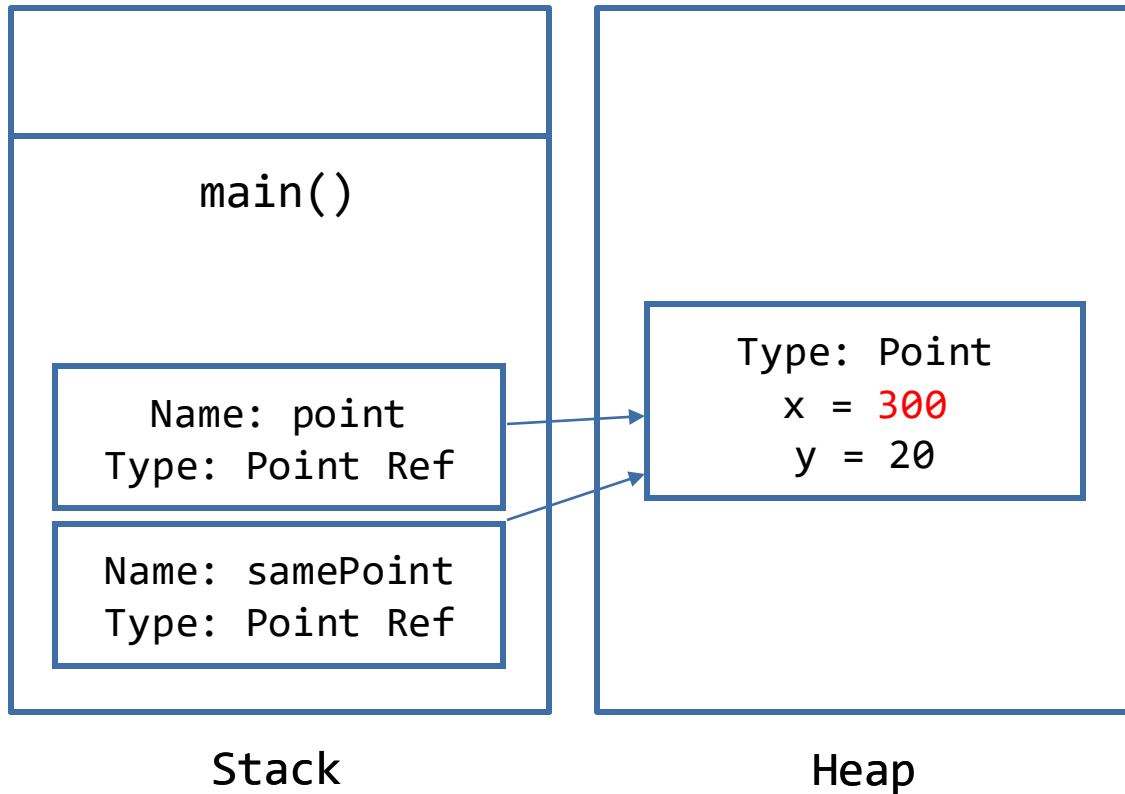 main()
Name: point
Type: Point Ref
Name: samePoint
Type: Point Ref
Stack
Type: Point
x = 300
y = 20
Heap